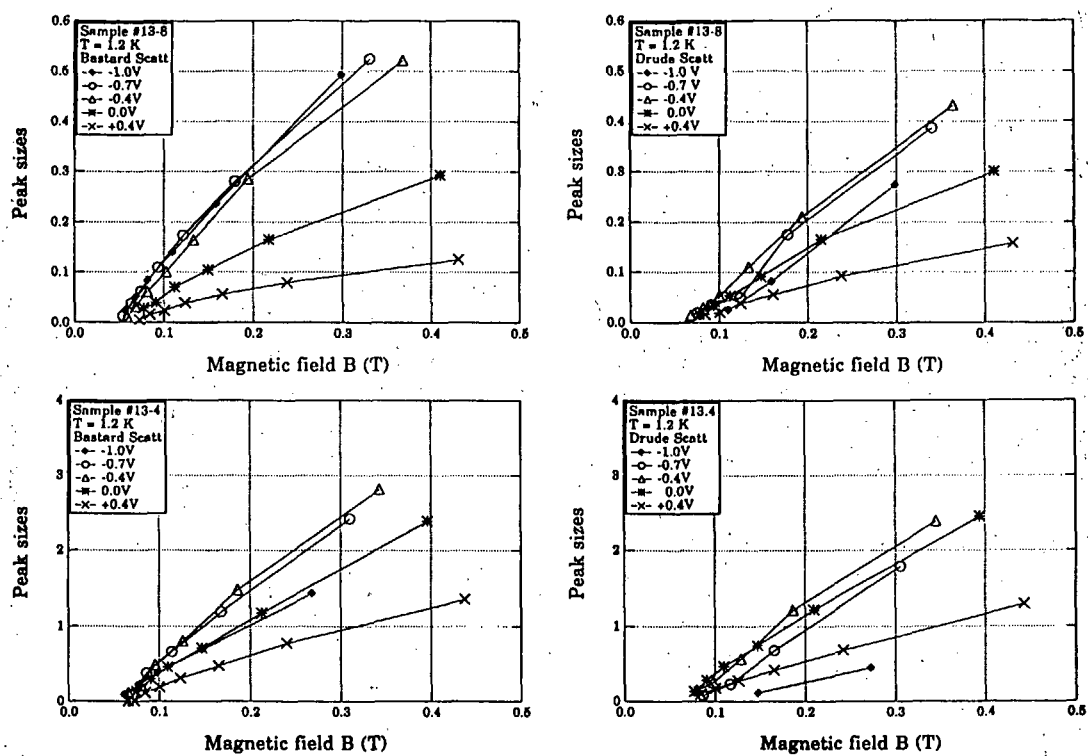 0.6
0.5
0.4
0.3
0.2
0.1
0.0
Peak sizes
Sample #13-8
T = 1.2 K
Bastard Scatt
-1.0V
-0.7V
-0.4V
0.0V
+0.4V
0.0 0.1 0.2 0.3 0.4 0.5
Magnetic field B (T)
0.6
0.5
0.4
0.3
0.2
0.1
0.0
Peak sizes
Sample #13-8
T = 1.2 K
Drude Scatt
-1.0 V
-0.7 V
-0.4V
0.0V
+0.4V
0.0 0.1 0.2 0.3 0.4 0.5
Magnetic field B (T)
4
3
2
1
0
Peak sizes
Sample #13-4
T = 1.2 K
Bastard Scatt
-1.0V
-0.7V
-0.4V
0.0V
+0.4V
0.0 0.1 0.2 0.3 0.4 0.5
Magnetic field B (T)
4
3
2
1
0
Peak sizes
Sample #13.4
T = 1.2 K
Drude Scatt
-1.0V
-0.7V
-0.4V
0.0V
+0.4V
0.0 0.1 0.2 0.3 0.4 0.5
Magnetic field B (T)